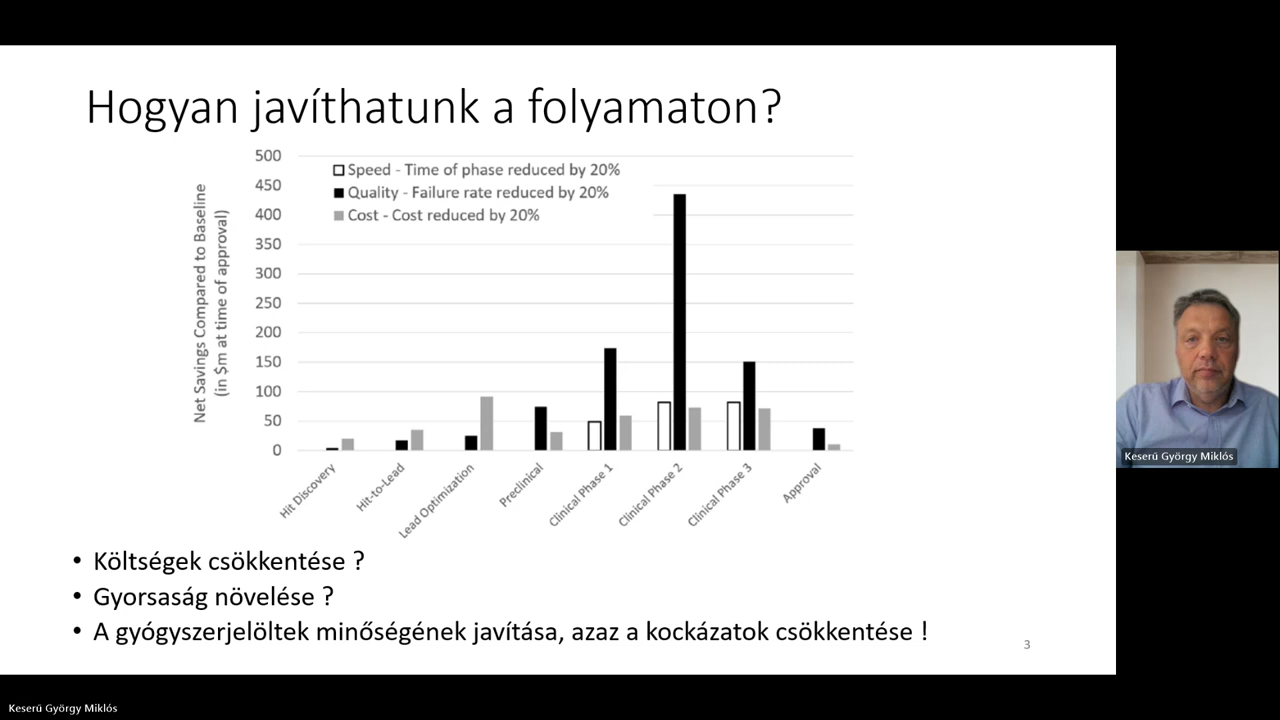 Hogyan javíthatunk a folyamaton?
Net Savings Compared to Baseline
(in $m at time of approval)
500
450
400
350
300
250
200
150
100
50
0
Speed - Time of phase reduced by 20%
Quality - Failure rate reduced by 20%
Cost - Cost reduced by 20%
Hit Discovery
Hit-to-Lead
Lead Optimization
Preclinical
Clinical Phase 1
Clinical Phase 2
Clinical Phase 3
Approval
• Költségek csökkentése ?
• Gyorsaság növelése ?
• A gyógyszerjelöltek minőségének javítása, azaz a kockázatok csökkentése !
3
Keserű György Miklós
Keserű György Miklós